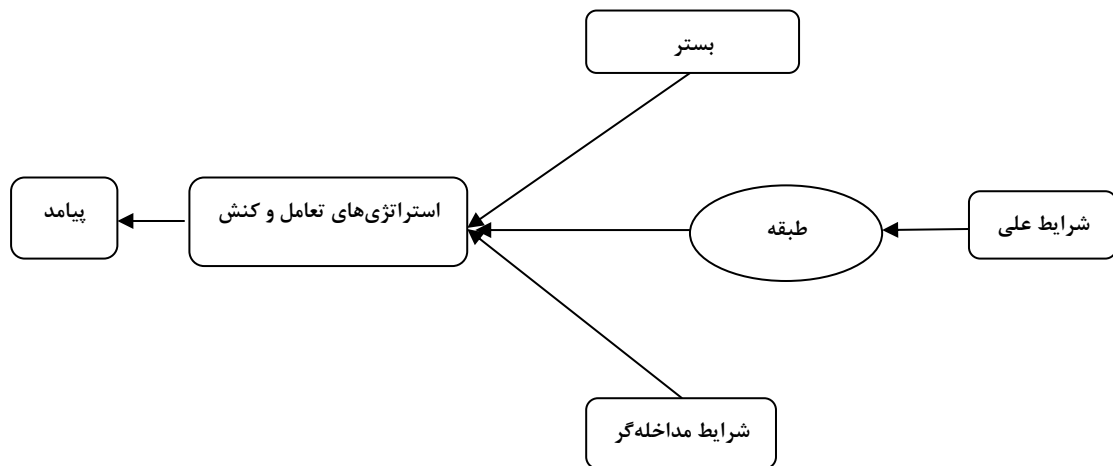 بستر
شرایط علی
طبقه
استراتژی‌های تعامل و کنش
پیامد
شرایط مداخله‌گر